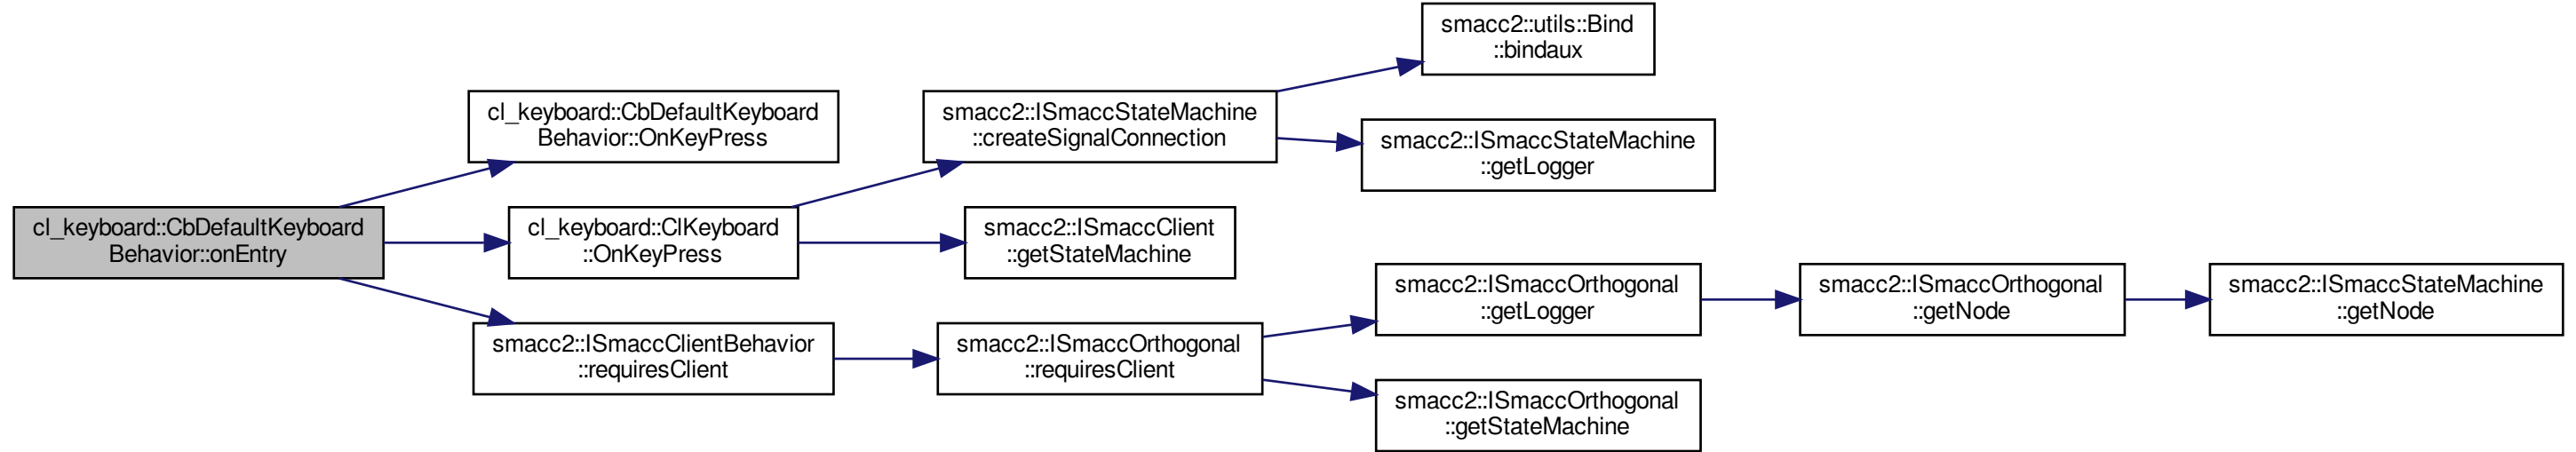 cl_keyboard::CbDefaultKeyboard
Behavior::onEntry
cl_keyboard::CbDefaultKeyboard
Behavior::OnKeyPress
cl_keyboard::ClKeyboard
::OnKeyPress
smacc2::ISmaccStateMachine
::createSignalConnection
smacc2::utils::Bind
::bindaux
smacc2::ISmaccStateMachine
::getLogger
smacc2::ISmaccClient
::getStateMachine
smacc2::ISmaccClientBehavior
::requiresClient
smacc2::ISmaccOrthogonal
::requiresClient
smacc2::ISmaccOrthogonal
::getLogger
smacc2::ISmaccOrthogonal
::getNode
smacc2::ISmaccStateMachine
::getNode
smacc2::ISmaccOrthogonal
::getStateMachine